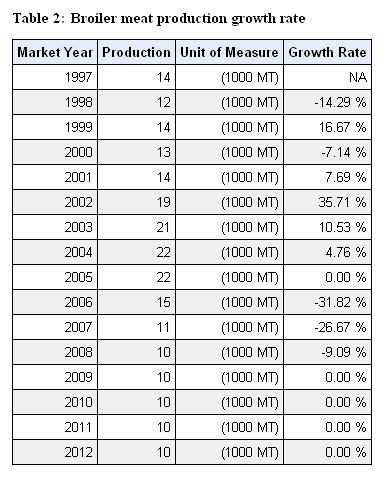 Table 2: Broiler meat production growth rate
Market Year Production Unit of Measure Growth Rate
1997 14 (1000 MT) NA
1998 12 (1000 MT) -14.29 %
1999 14 (1000 MT) 16.67 %
2000 13 (1000 MT) -7.14 %
2001 14 (1000 MT) 7.69 %
2002 19 (1000 MT) 35.71 %
2003 21 (1000 MT) 10.53 %
2004 22 (1000 MT) 4.76 %
2005 22 (1000 MT) 0.00 %
2006 15 (1000 MT) -31.82 %
2007 11 (1000 MT) -26.67 %
2008 10 (1000 MT) -9.09 %
2009 10 (1000 MT) 0.00 %
2010 10 (1000 MT) 0.00 %
2011 10 (1000 MT) 0.00 %
2012 10 (1000 MT) 0.00 %